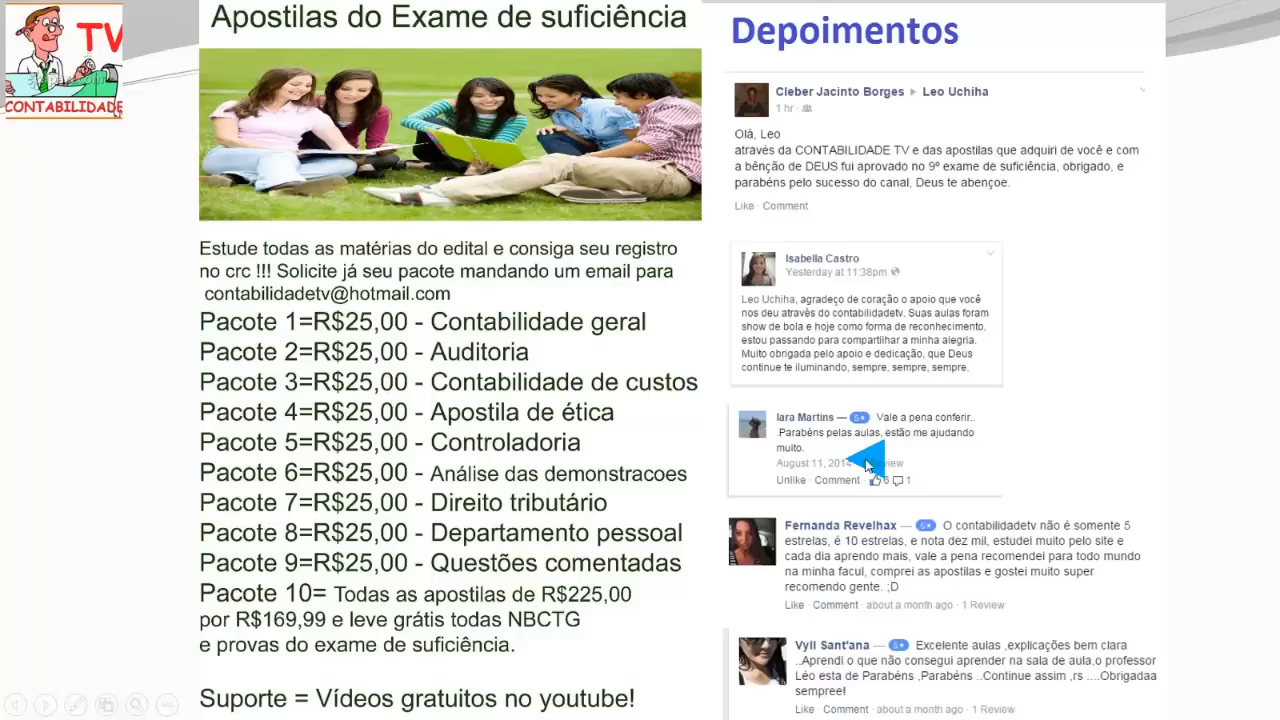 TV
CONTABILIDADE
Apostilas do Exame de suficiência
Estude todas as matérias do edital e consiga seu registro
no crc !!! Solicite já seu pacote mandando um email para
contabilidadetv@hotmail.com
Pacote 1=R$25,00 - Contabilidade geral
Pacote 2=R$25,00 - Auditoria
Pacote 3=R$25,00 - Contabilidade de custos
Pacote 4=R$25,00 - Apostila de ética
Pacote 5=R$25,00 - Controladoria
Pacote 6=R$25,00 - Análise das demonstracoes
Pacote 7=R$25,00 - Direito tributário
Pacote 8=R$25,00 - Departamento pessoal
Pacote 9=R$25,00 - Questões comentadas
Pacote 10= Todas as apostilas de R$225,00
por R$169,99 e leve grátis todas NBCTG
e provas do exame de suficiência.
Suporte = Vídeos gratuitos no youtube!
Depoimentos
Cleber Jacinto Borges Leo Uchiha
1 hr ·
Olá, Leo
através da CONTABILIDADE TV e das apostilas que adquiri de você e com
a bênção de DEUS fui aprovado no 9º exame de suficiência, obrigado, e
parabéns pelo sucesso do canal, Deus te abençoe.
Like · Comment
Isabella Castro
Yesterday at 11:38pm
Leo Uchiha, agradeço de coração o apoio que você
nos deu através do contabilidadetv. Suas aulas foram
show de bola e hoje como forma de reconhecimento,
estou passando para compartilhar a minha alegria.
Muito obrigada pelo apoio e dedicação, que Deus
continue te iluminando, sempre, sempre, sempre.
Iara Martins — 5★ Vale a pena conferir..
.Parabéns pelas aulas, estão me ajudando
muito.
August 11, 2014
Unlike · Comment · 6 1
Fernanda Revelhax — 5★ O contabilidadetv não é somente 5
estrelas, é 10 estrelas, e nota dez mil, estudei muito pelo site e
cada dia aprendo mais, vale a pena recomendei para todo mundo
na minha facul, comprei as apostilas e gostei muito super
recomendo gente. ;D
Like · Comment · about a month ago · 1 Review
Vyll Sant'ana — 5★ Excelente aulas ,explicações bem clara
..Aprendi o que não consegui aprender na sala de aula,o professor
Léo esta de Parabéns ,Parabéns ..Continue assim ,rs ....Obrigadaa
sempree!
Like · Comment · about a month ago · 1 Review